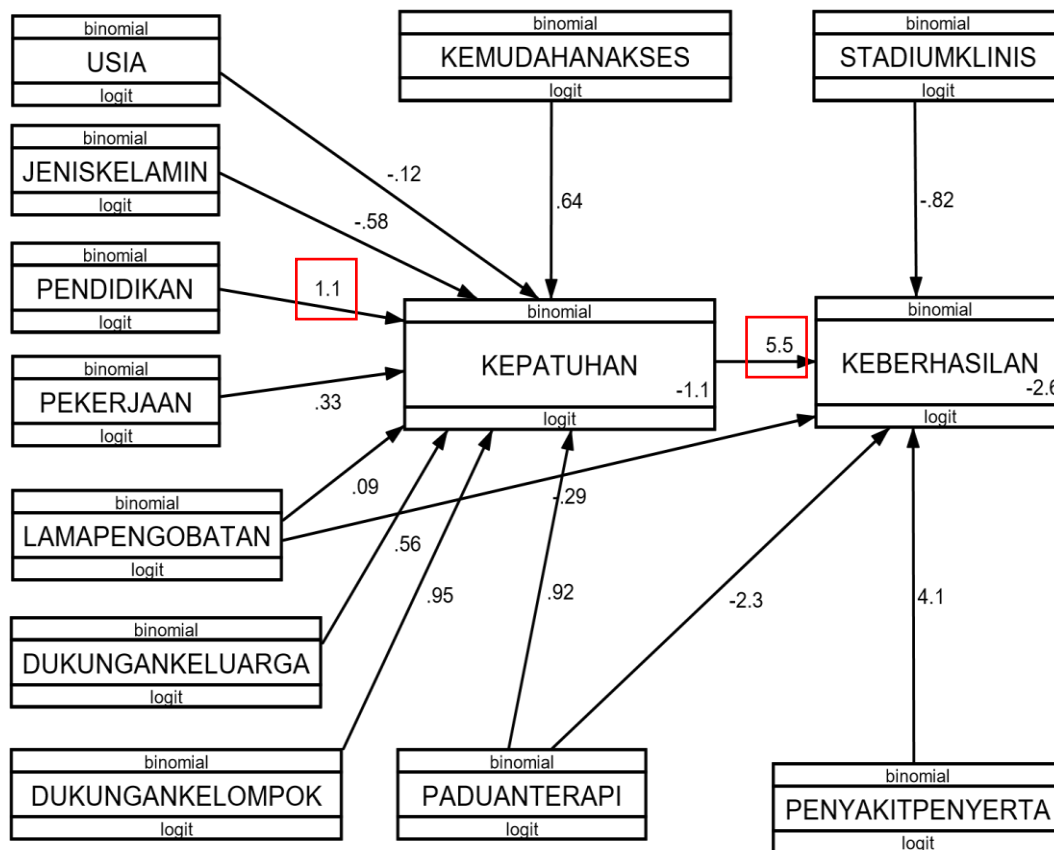 binomial
USIA
logit
binomial
KEMUDAHANAKSES
logit
binomial
STADIUMKLINIS
logit
binomial
JENISKELAMIN
logit
-.12
-.58
.64
-.82
binomial
PENDIDIKAN
logit
1.1
binomial
KEPATUHAN
-1.1
logit
5.5
binomial
KEBERHASILAN
-2.6
logit
binomial
PEKERJAAN
logit
.33
binomial
LAMAPENGOBATAN
logit
.09
-.29
.56
.95
.92
-2.3
4.1
binomial
DUKUNGANKELUARGA
logit
binomial
DUKUNGANKELOMPOK
logit
binomial
PADUANTERAPI
logit
binomial
PENYAKITPENYERTA
logit